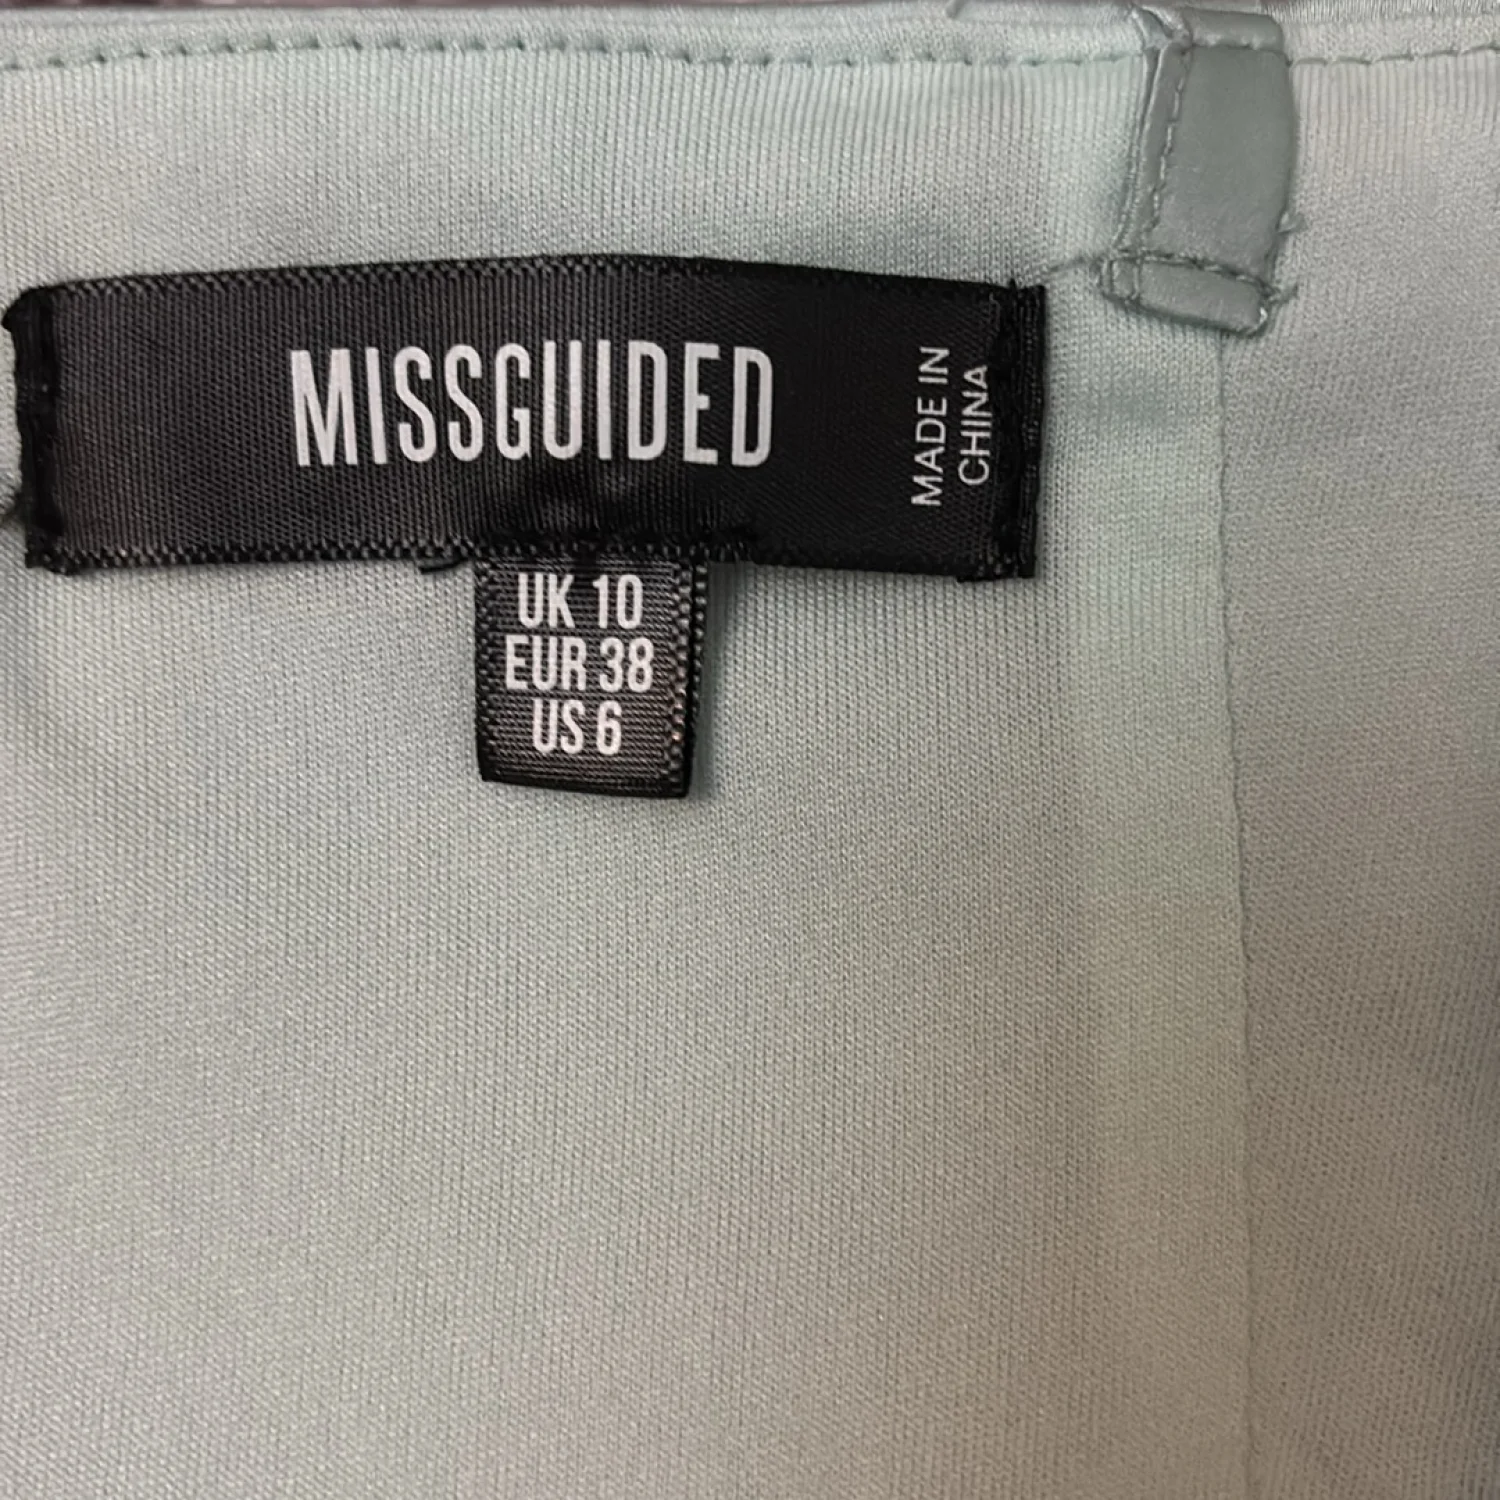 MISSGUIDED
MADE IN
CHINA
UK 10
EUR 38
US 6